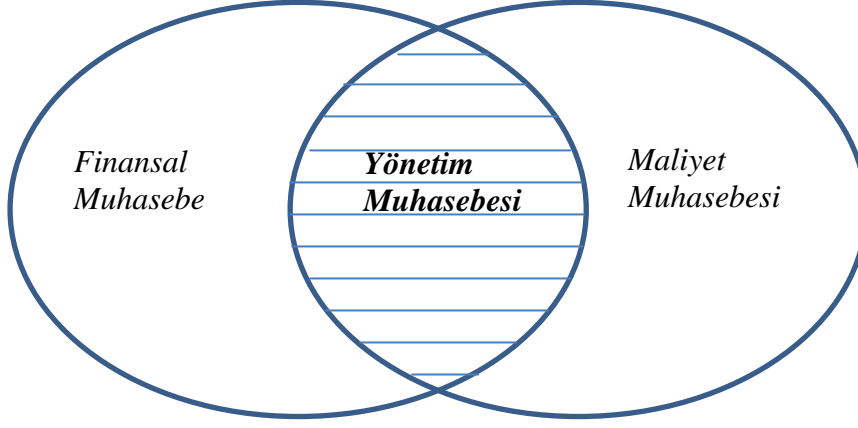 Finansal
Muhasebe
Yönetim
Muhasebesi
Maliyet
Muhasebesi